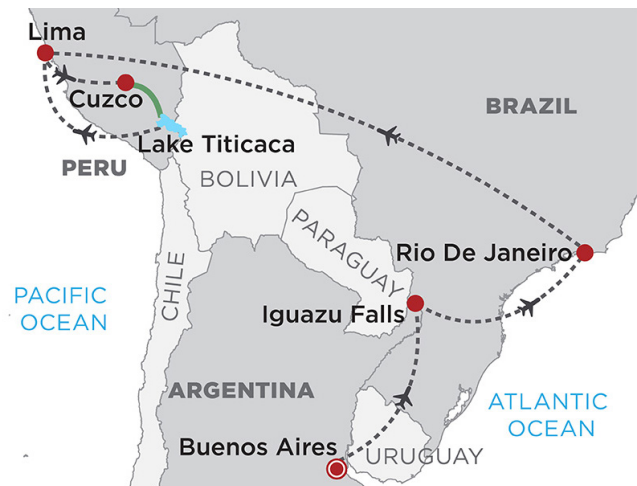 Lima
Cuzco
BRAZIL
Lake Titicaca
PERU
BOLIVIA
PARAGUAY
Rio De Janeiro
CHILE
PACIFIC
OCEAN
Iguazu Falls
ARGENTINA
ATLANTIC
OCEAN
Buenos Aires
URUGUAY